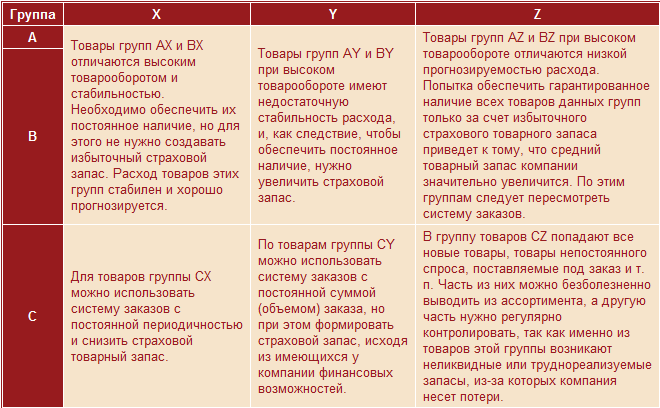 Группа
X
Y
Z
A
B
Товары групп AX и BX
отличаются высоким
товарооборотом и
стабильностью.
Необходимо обеспечить их
постоянное наличие, но для
этого не нужно создавать
избыточный страховой
запас. Расход товаров этих
групп стабилен и хорошо
прогнозируется.
Товары групп AY и BY
при высоком
товарообороте имеют
недостаточную
стабильность расхода,
и, как следствие, чтобы
обеспечить постоянное
наличие, нужно
увеличить страховой
запас.
Товары групп AZ и BZ при высоком
товарообороте отличаются низкой
прогнозируемостью расхода.
Попытка обеспечить гарантированное
наличие всех товаров данных групп
только за счет избыточного
страхового товарного запаса
приведет к тому, что средний
товарный запас компании
значительно увеличится. По этим
группам следует пересмотреть
систему заказов.
C
Для товаров группы CX
можно использовать
систему заказов с
постоянной периодичностью
и снизить страховой
товарный запас.
По товарам группы CY
можно использовать
систему заказов с
постоянной суммой
(объемом) заказа, но
при этом формировать
страховой запас, исходя
из имеющихся у
компании финансовых
возможностей.
В группу товаров CZ попадают все
новые товары, товары непостоянного
спроса, поставляемые под заказ и т.
п. Часть из них можно безболезненно
выводить из ассортимента, а другую
часть нужно регулярно
контролировать, так как именно из
товаров этой группы возникают
неликвидные или труднореализуемые
запасы, из-за которых компания
несет потери.